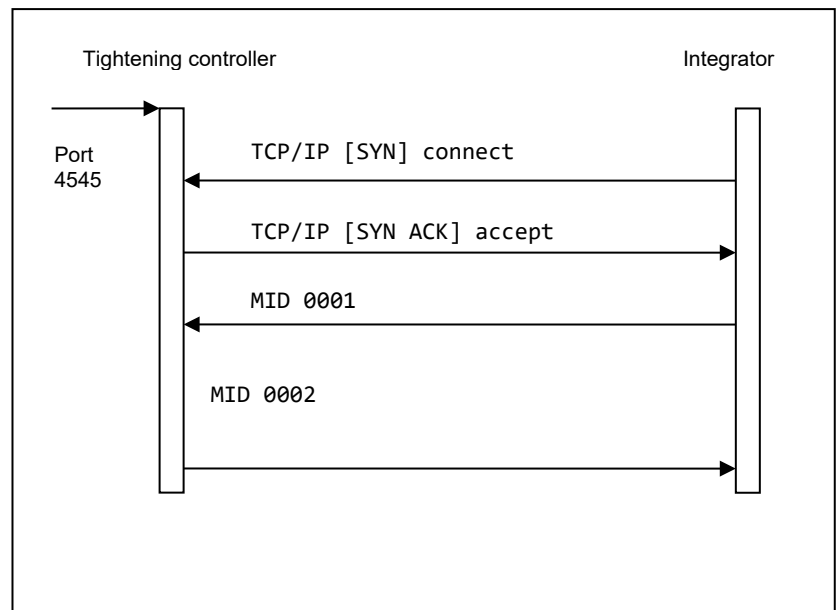 Tightening controller
Integrator
Port
4545
TCP/IP [SYN] connect
TCP/IP [SYN ACK] accept
MID 0001
MID 0002